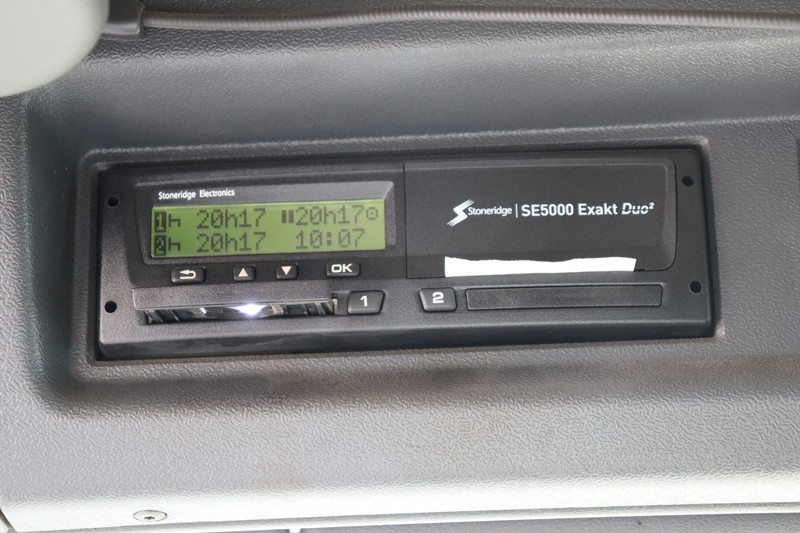 Stoneridge Electronics
1h 20h17 20h17
2h 20h17 10:07
OK
1
2
Stoneridge | SE5000 Exakt Duo²